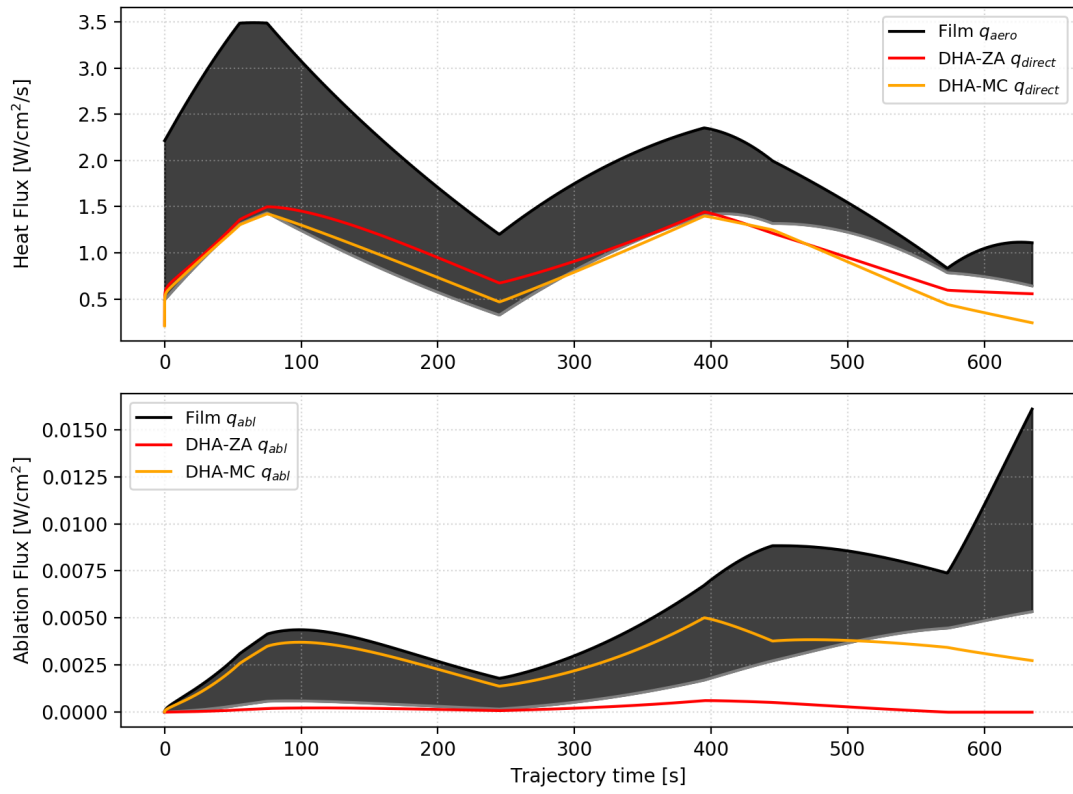 Heat Flux [W/cm²/s]
3.5
3.0
2.5
2.0
1.5
1.0
0.5
Film q_aero
DHA-ZA q_direct
DHA-MC q_direct
0 100 200 300 400 500 600
Ablation Flux [W/cm²]
0.0150
0.0125
0.0100
0.0075
0.0050
0.0025
0.0000
Film q_abl
DHA-ZA q_abl
DHA-MC q_abl
0 100 200 300 400 500 600
Trajectory time [s]